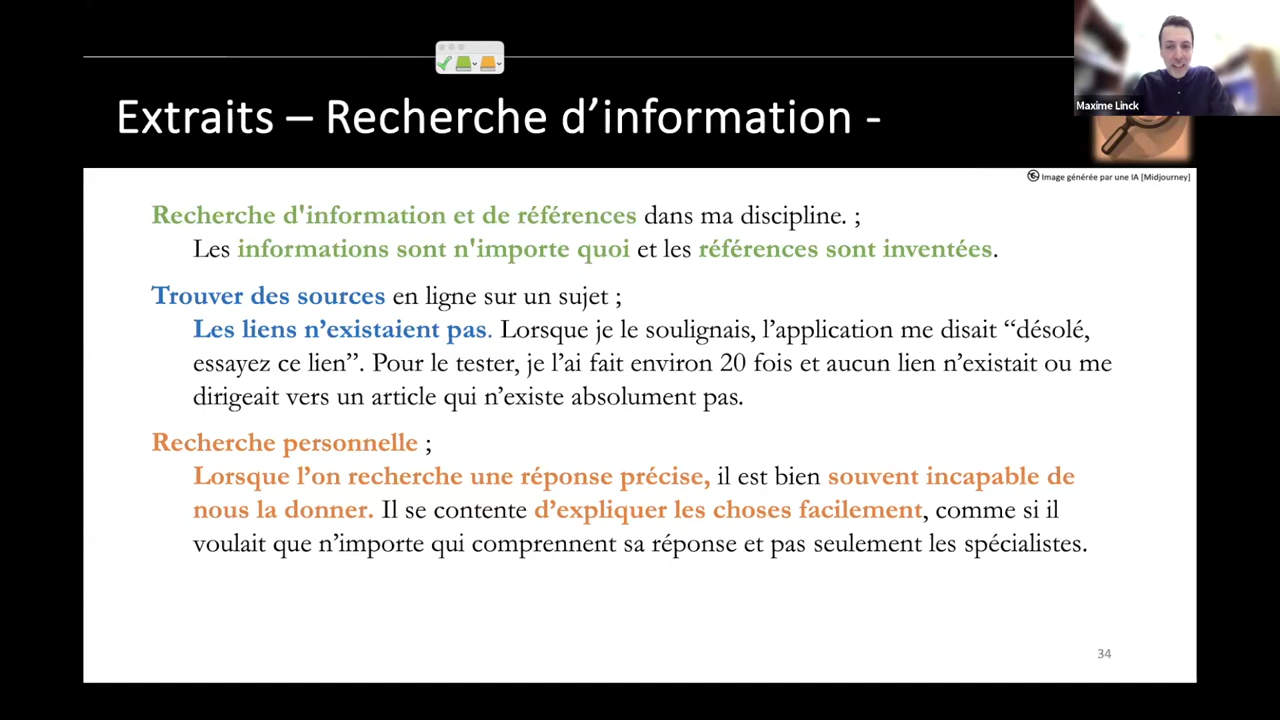 Maxime Linck
Extraits – Recherche d’information -
Image générée par une IA [Midjourney]
Recherche d'information et de références dans ma discipline. ;
Les informations sont n'importe quoi et les références sont inventées.
Trouver des sources en ligne sur un sujet ;
Les liens n’existaient pas. Lorsque je le soulignais, l’application me disait “désolé,
essayez ce lien”. Pour le tester, je l’ai fait environ 20 fois et aucun lien n’existait ou me
dirigeait vers un article qui n’existe absolument pas.
Recherche personnelle ;
Lorsque l’on recherche une réponse précise, il est bien souvent incapable de
nous la donner. Il se contente d’expliquer les choses facilement, comme si il
voulait que n’importe qui comprennent sa réponse et pas seulement les spécialistes.
34